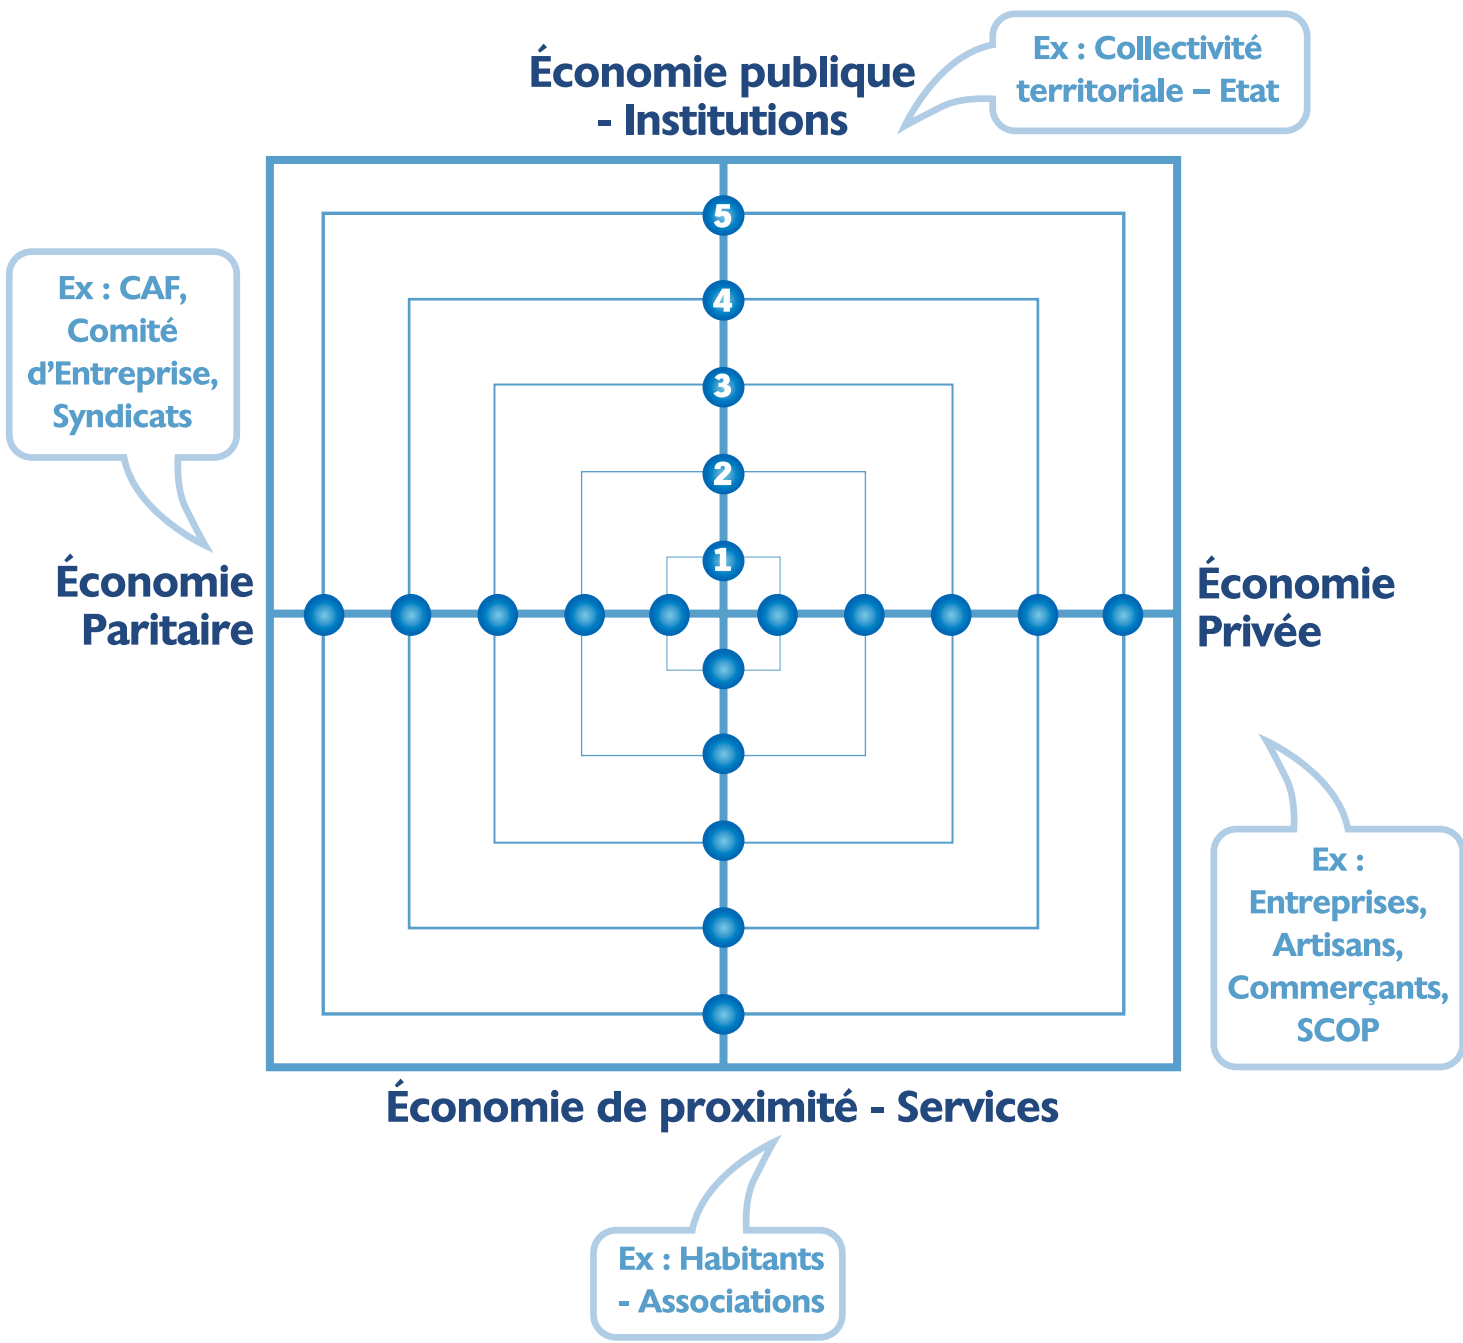 Économie publique
- Institutions
Ex : Collectivité
territoriale – Etat
5
4
3
2
1
Ex : CAF,
Comité
d’Entreprise,
Syndicats
Économie
Paritaire
Économie
Privée
Ex :
Entreprises,
Artisans,
Commerçants,
SCOP
Économie de proximité - Services
Ex : Habitants
- Associations